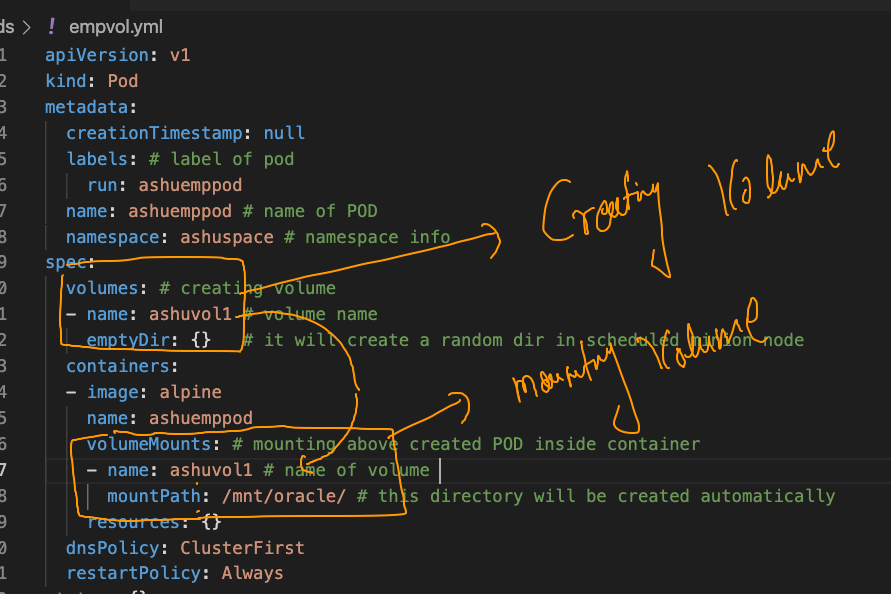 ds > ! empvol.yml
1 apiVersion: v1
2 kind: Pod
3 metadata:
4 creationTimestamp: null
5 labels: # label of pod
6 run: ashuemppod
7 name: ashuemppod # name of POD
8 namespace: ashuspace # namespace info
9 spec:
0 volumes: # creating volume
1 - name: ashuvol1 # volume name
2 emptyDir: {} # it will create a random dir in scheduled minion node
3 containers:
4 - image: alpine
5 name: ashuemppod
6 volumeMounts: # mounting above created POD inside container
7 - name: ashuvol1 # name of volume
8 mountPath: /mnt/oracle/ # this directory will be created automatically
9 resources: {}
0 dnsPolicy: ClusterFirst
1 restartPolicy: Always
Creating Volume
mounting Volume